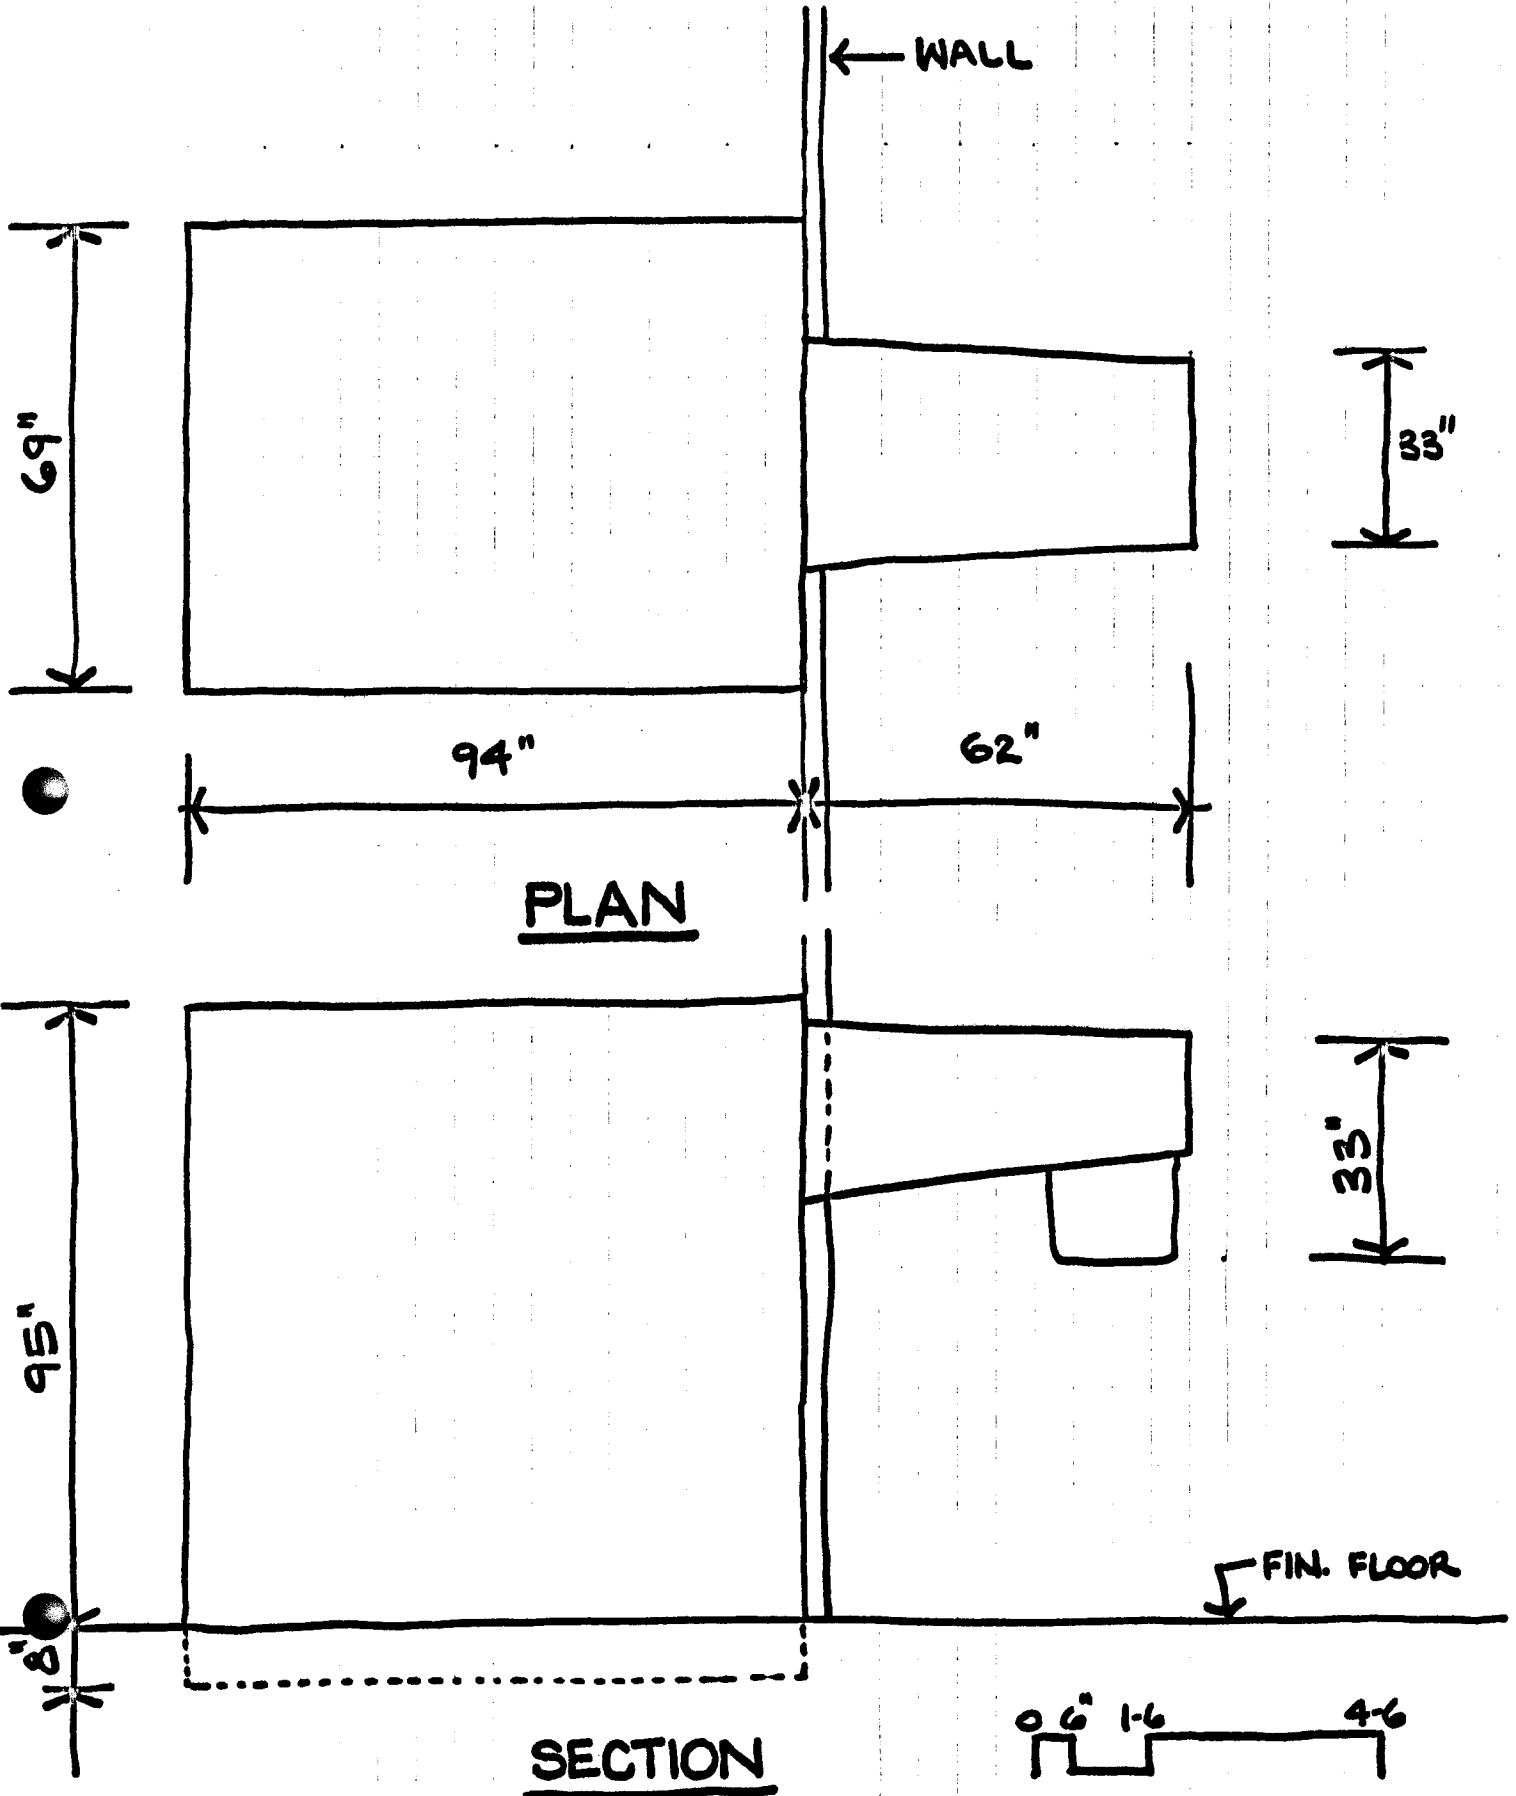 ← WALL
69"
33"
94"
62"
PLAN
33"
95"
FIN. FLOOR
8"
0 6" 1-6 4-6
SECTION